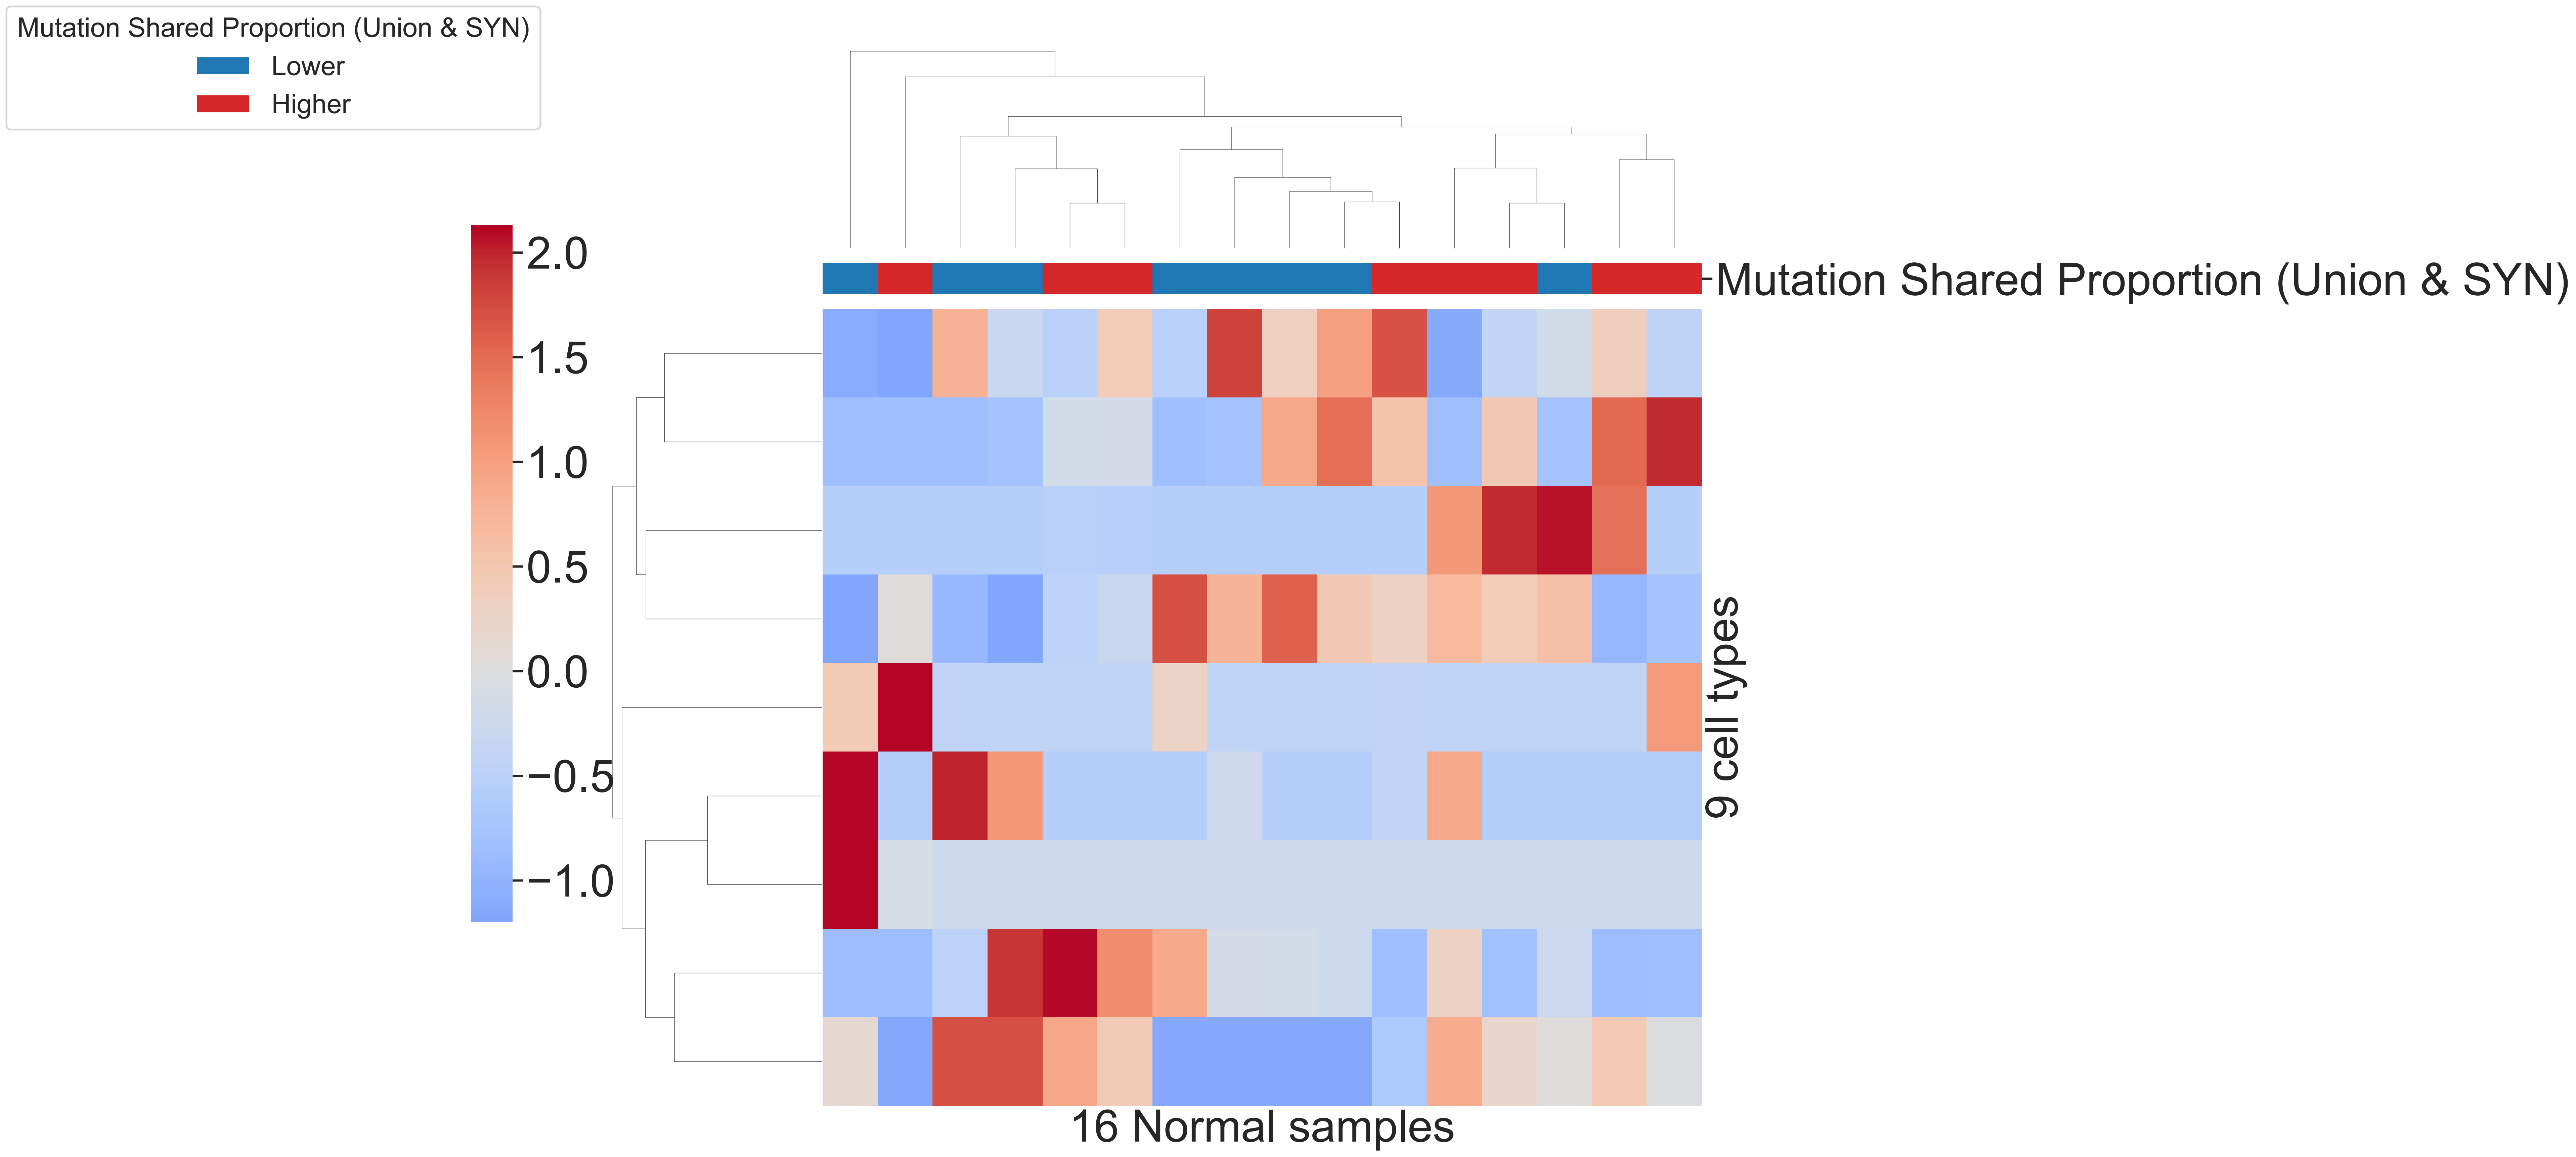 Mutation Shared Proportion (Union & SYN)
Lower
Higher
Mutation Shared Proportion (Union & SYN)
2.0
1.5
1.0
0.5
0.0
−0.5
−1.0
9 cell types
16 Normal samples